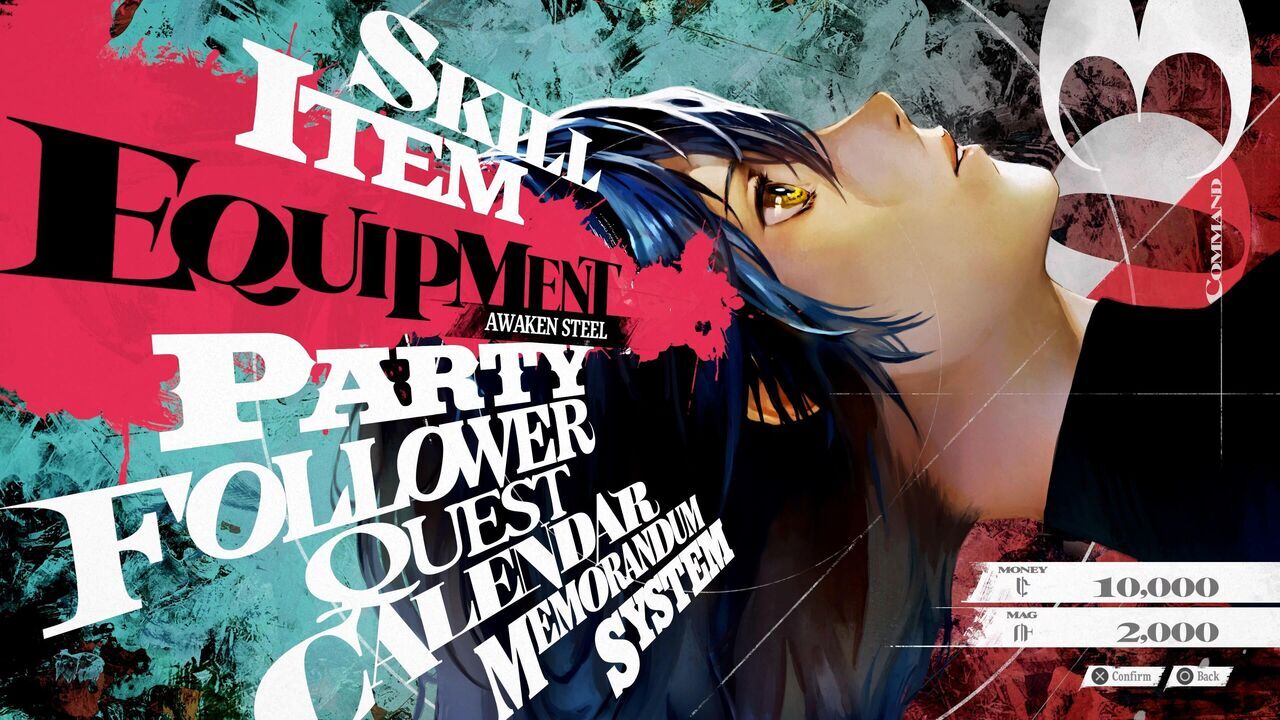 SKILL
ITEM
EQUIPMENT
AWAKEN STEEL
PARTY
FOLLOWER
QUEST
CALENDAR
MEMORANDUM
SYSTEM
COMMAND
MONEY
10,000
MAG
2,000
Confirm
Back